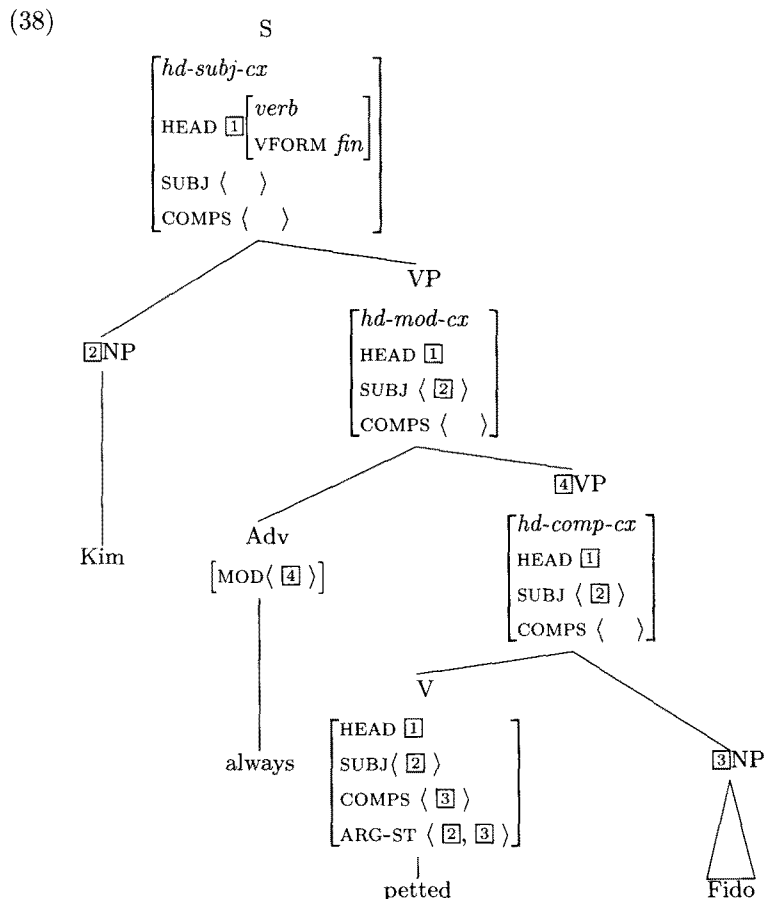 (38)
S
hd-subj-cx
HEAD 1 verb
VFORM fin
SUBJ ⟨ ⟩
COMPS ⟨ ⟩
2NP
VP
hd-mod-cx
HEAD 1
SUBJ ⟨ 2 ⟩
COMPS ⟨ ⟩
Kim
Adv
[MOD⟨ 4 ⟩]
4VP
hd-comp-cx
HEAD 1
SUBJ ⟨ 2 ⟩
COMPS ⟨ ⟩
always
V
HEAD 1
SUBJ⟨ 2 ⟩
COMPS ⟨ 3 ⟩
ARG-ST ⟨ 2, 3 ⟩
petted
3NP
Fido